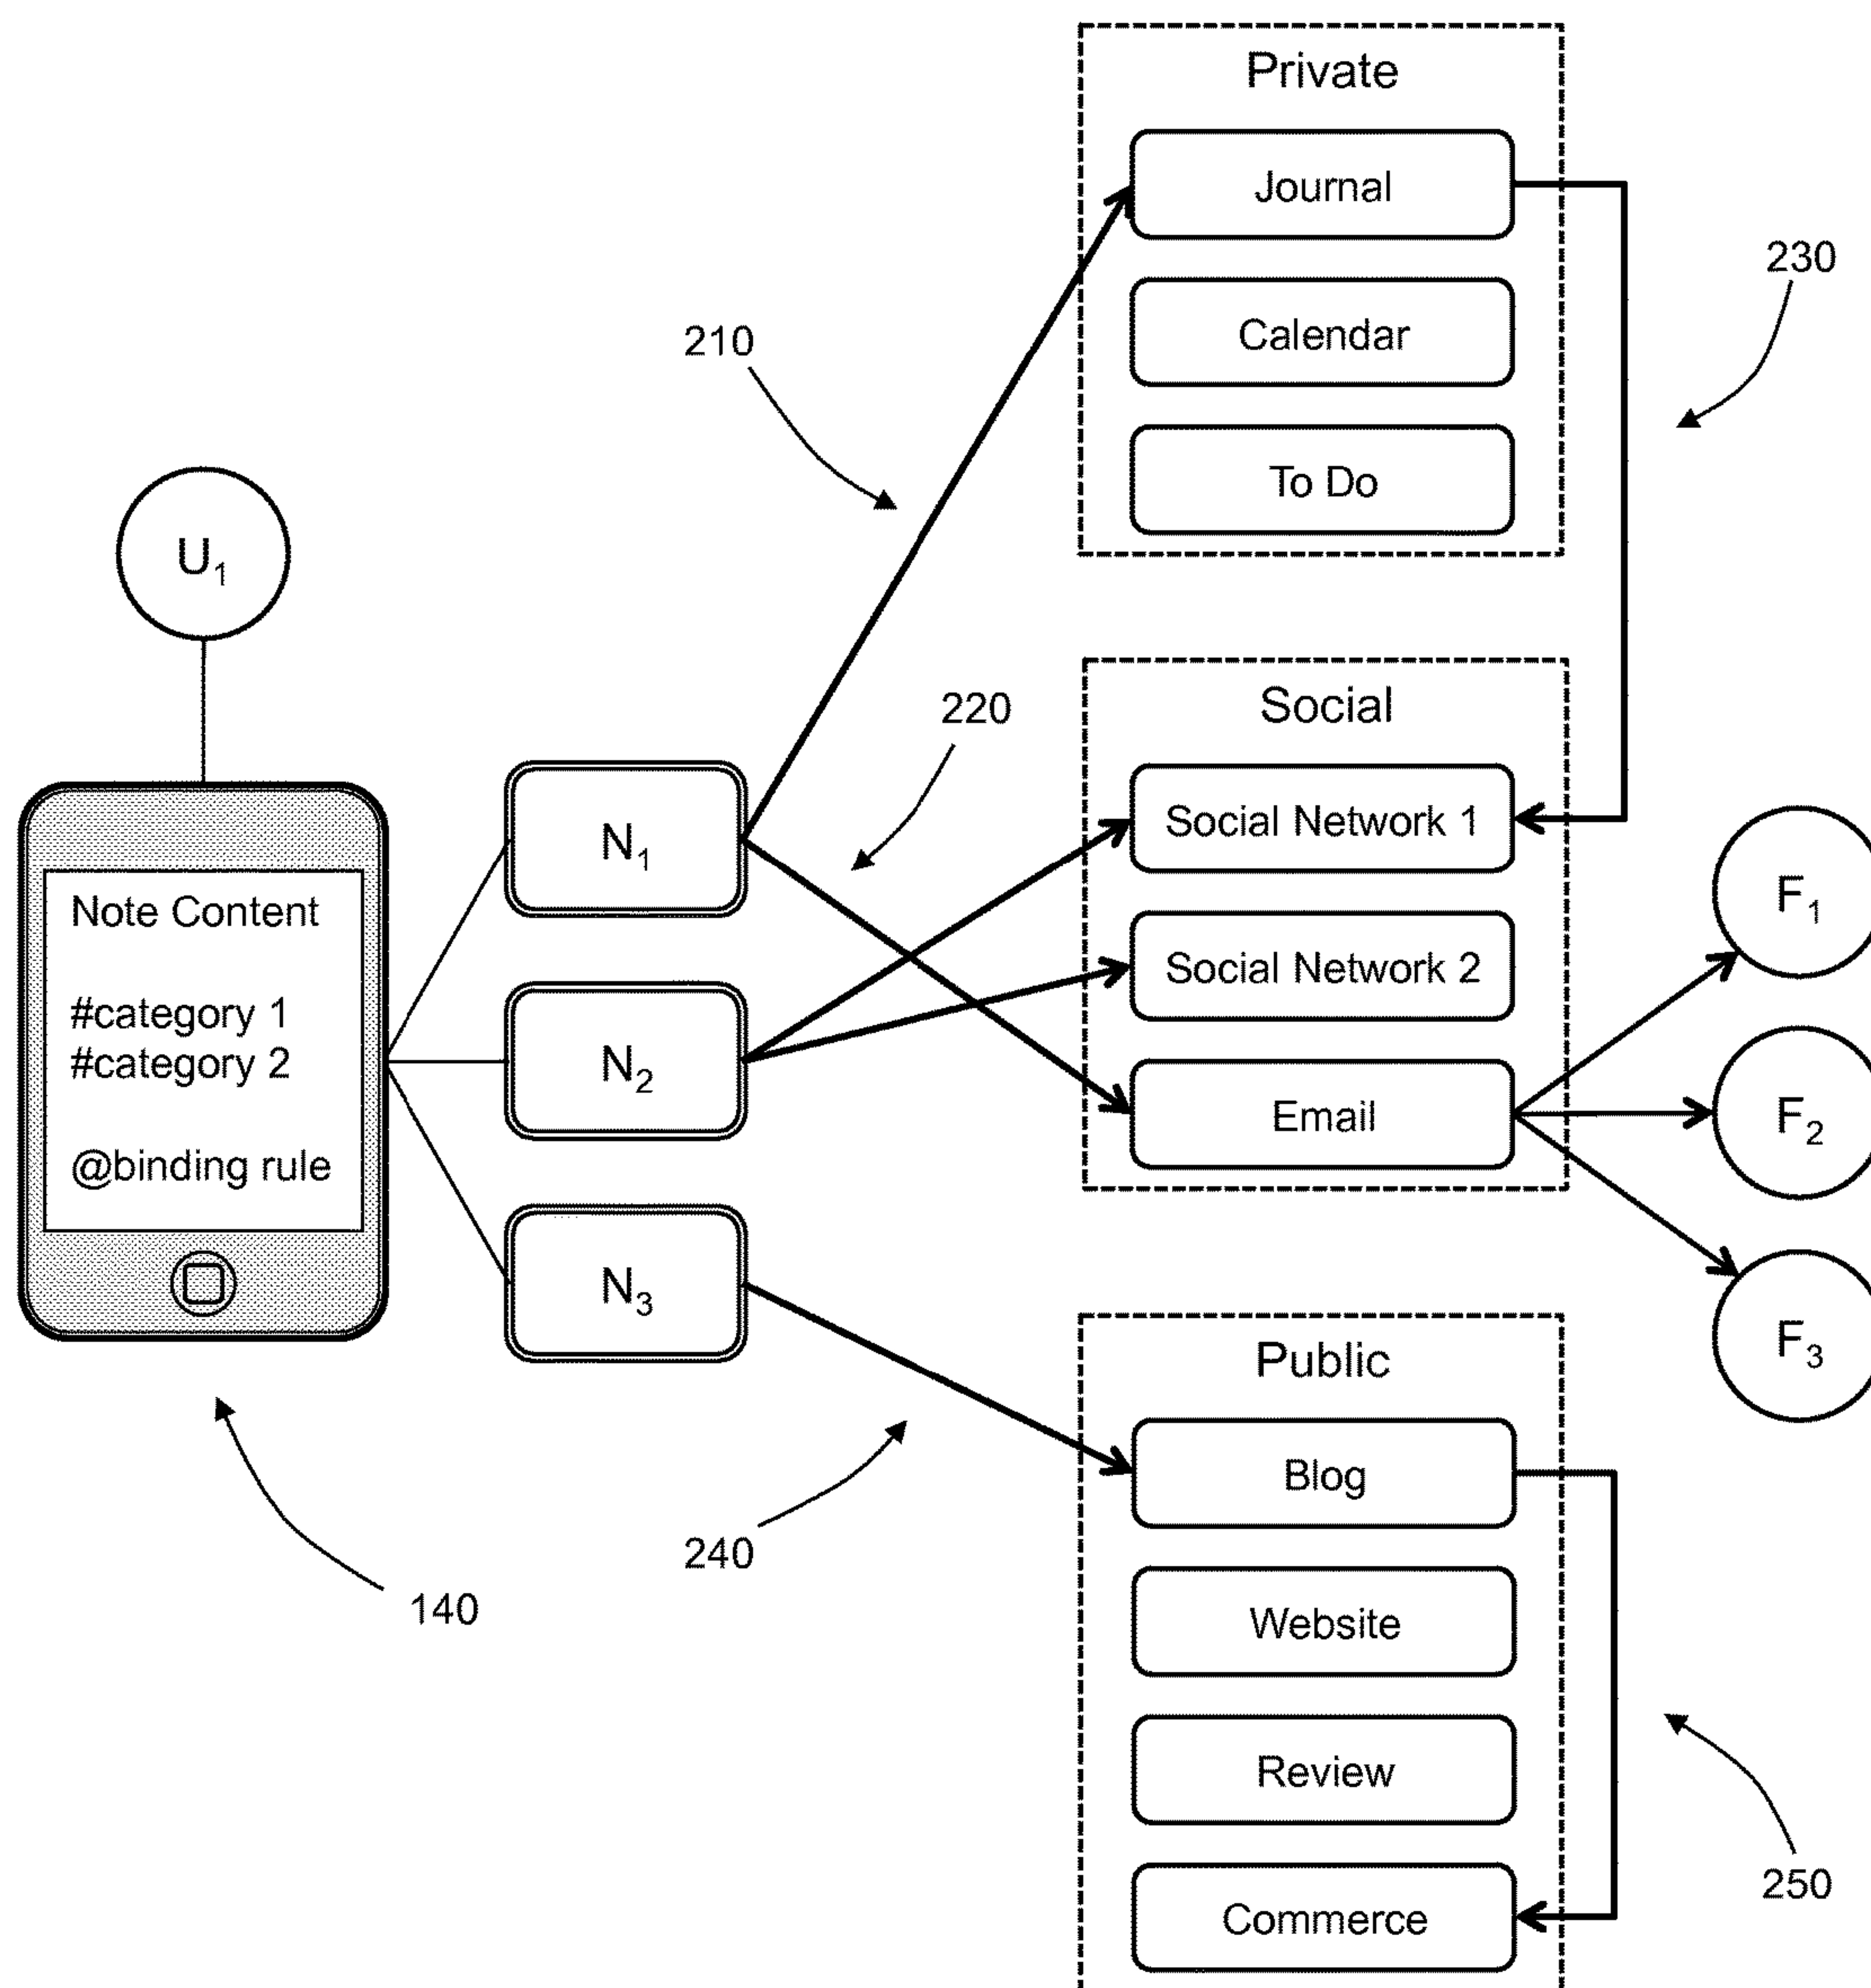 Private
Journal
230
Calendar
210
To Do
U₁
Social
220
Social Network 1
N₁
F₁
Note Content
Social Network 2
#category 1
#category 2
N₂
Email
F₂
@binding rule
N₃
F₃
Public
Blog
240
140
Website
Review
250
Commerce